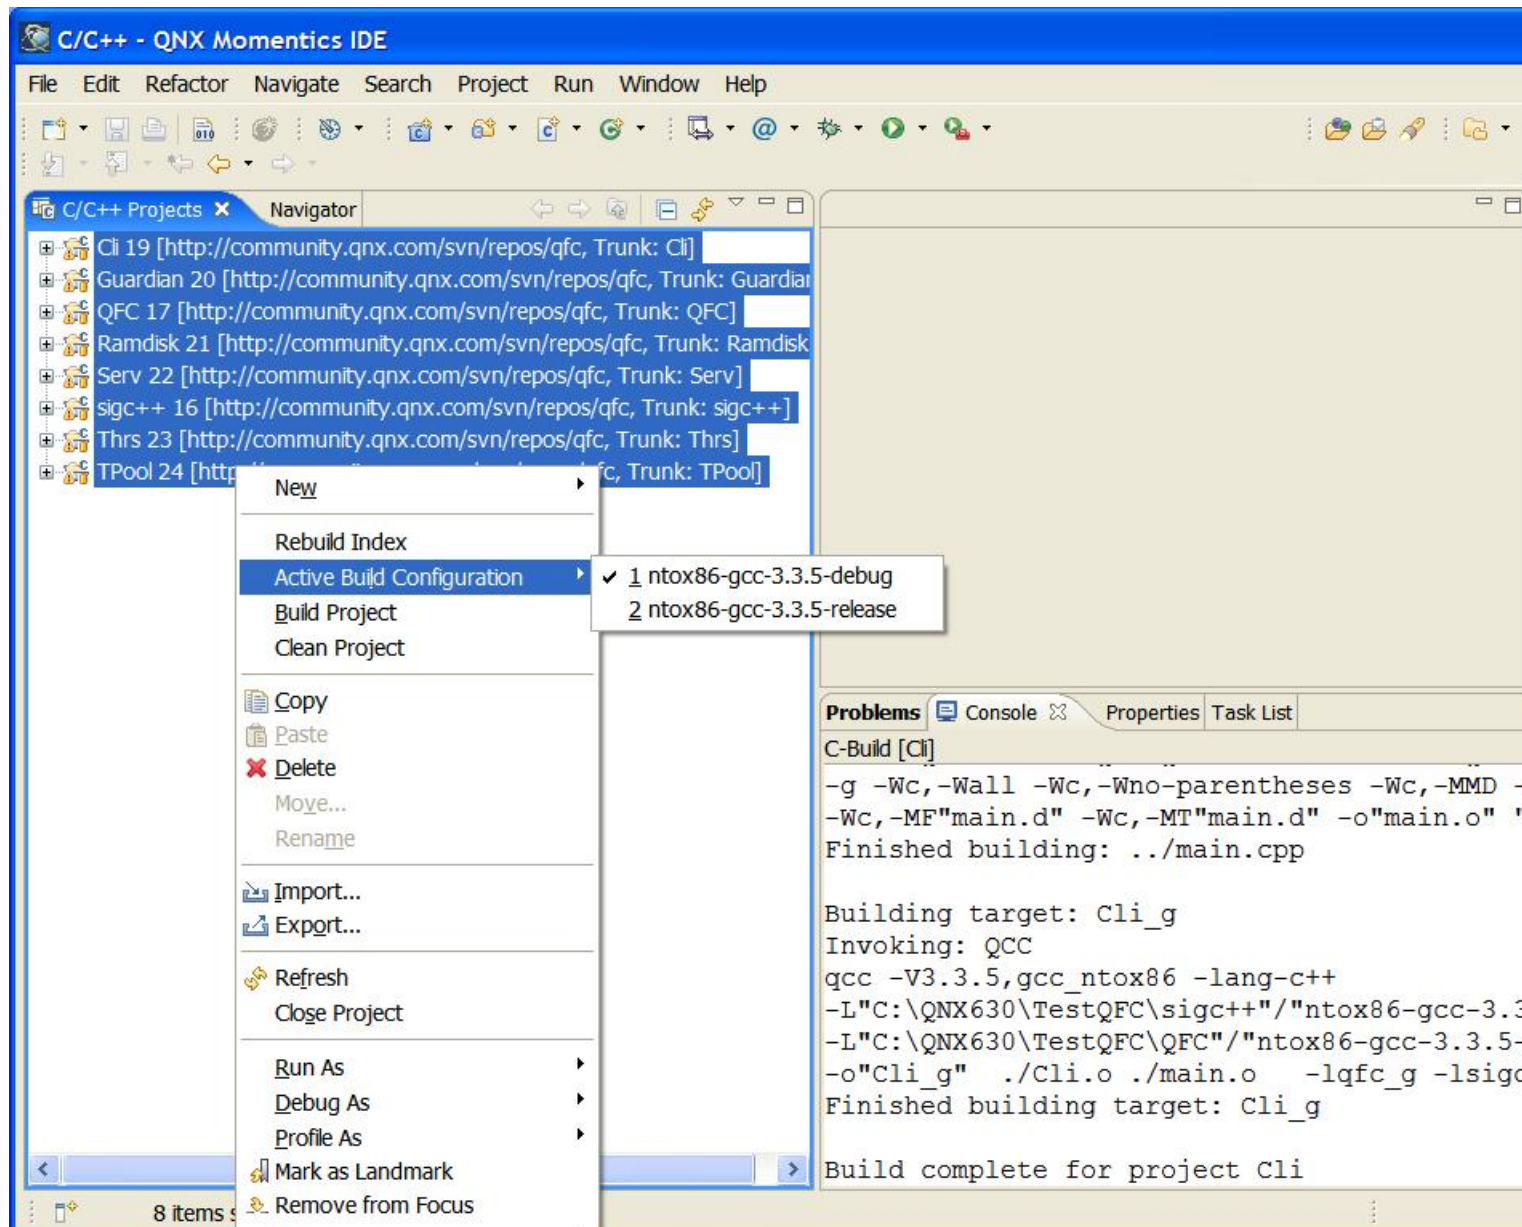 C/C++ - QNX Momentics IDE
File Edit Refactor Navigate Search Project Run Window Help
C/C++ Projects Navigator
Cli 19 [http://community.qnx.com/svn/repos/qfc, Trunk: Cli]
Guardian 20 [http://community.qnx.com/svn/repos/qfc, Trunk: Guardian
QFC 17 [http://community.qnx.com/svn/repos/qfc, Trunk: QFC]
Ramdisk 21 [http://community.qnx.com/svn/repos/qfc, Trunk: Ramdisk
Serv 22 [http://community.qnx.com/svn/repos/qfc, Trunk: Serv]
sigc++ 16 [http://community.qnx.com/svn/repos/qfc, Trunk: sigc++]
Thrs 23 [http://community.qnx.com/svn/repos/qfc, Trunk: Thrs]
TPool 24 [http fc, Trunk: TPool]
New
Rebuild Index
Active Build Configuration
1 ntox86-gcc-3.3.5-debug
2 ntox86-gcc-3.3.5-release
Build Project
Clean Project
Copy
Paste
Delete
Move...
Rename
Import...
Export...
Refresh
Close Project
Run As
Debug As
Profile As
Mark as Landmark
Remove from Focus
8 items s
Problems Console Properties Task List
C-Build [Cli]
-g -Wc,-Wall -Wc,-Wno-parentheses -Wc,-MMD -
-Wc,-MF"main.d" -Wc,-MT"main.d" -o"main.o" "
Finished building: ../main.cpp
Building target: Cli_g
Invoking: QCC
qcc -V3.3.5,gcc_ntox86 -lang-c++
-L"C:\QNX630\TestQFC\sigc++"/"ntox86-gcc-3.3
-L"C:\QNX630\TestQFC\QFC"/"ntox86-gcc-3.3.5-
-o"Cli_g" ./Cli.o ./main.o -lqfc_g -lsigc
Finished building target: Cli_g
Build complete for project Cli